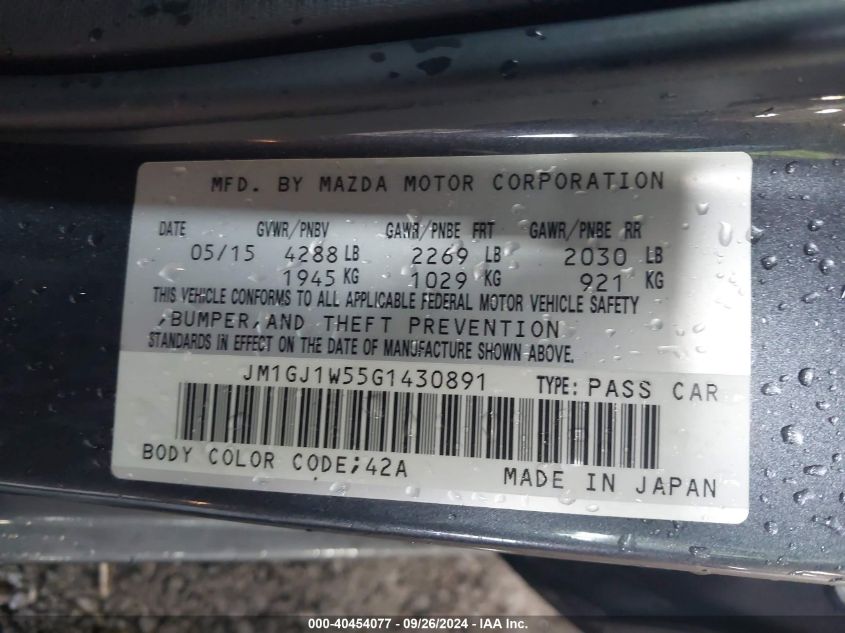 MFD. BY MAZDA MOTOR CORPORATION
DATE GVWR/PNBV GAWR/PNBE FRT GAWR/PNBE RR
05/15 4288 LB 2269 LB 2030 LB
1945 KG 1029 KG 921 KG
THIS VEHICLE CONFORMS TO ALL APPLICABLE FEDERAL MOTOR VEHICLE SAFETY
,BUMPER,AND THEFT PREVENTION
STANDARDS IN EFFECT ON THE DATE OF MANUFACTURE SHOWN ABOVE.
JM1GJ1W55G1430891 TYPE: PASS CAR
BODY COLOR CODE;42A
MADE IN JAPAN
000-40454077 - 09/26/2024 - IAA Inc.